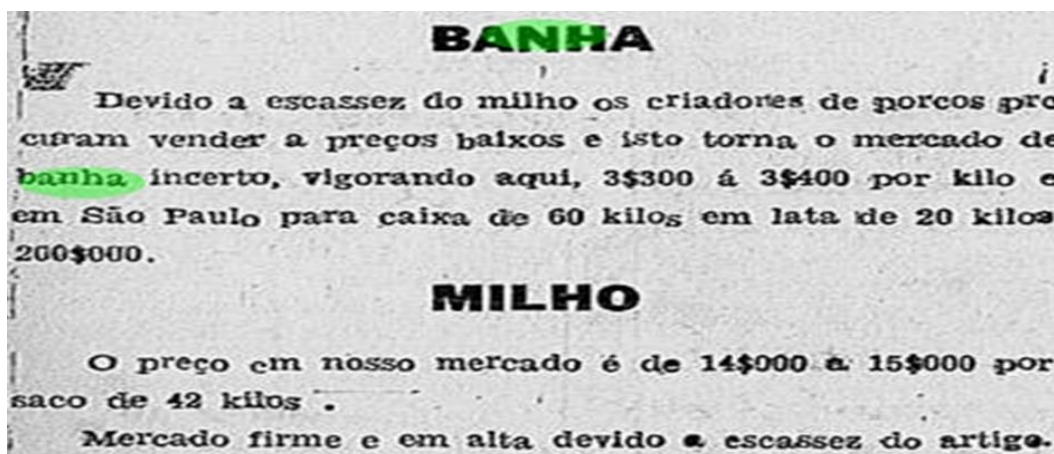 BANHA
Devido a escassez do milho os criadores de porcos pro
curam vender a preços baixos e isto torna o mercado de
banha incerto, vigorando aqui, 3$300 á 3$400 por kilo e
em São Paulo para caixa de 60 kilos em lata de 20 kilos
200$000.
MILHO
O preço em nosso mercado é de 14$000 a 15$000 por
saco de 42 kilos .
Mercado firme e em alta devido a escassez do artigo.